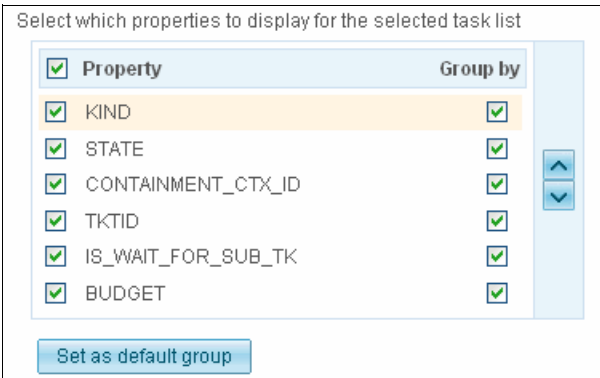 Select which properties to display for the selected task list
Property Group by
KIND
STATE
CONTAINMENT_CTX_ID
TKTID
IS_WAIT_FOR_SUB_TK
BUDGET
Set as default group